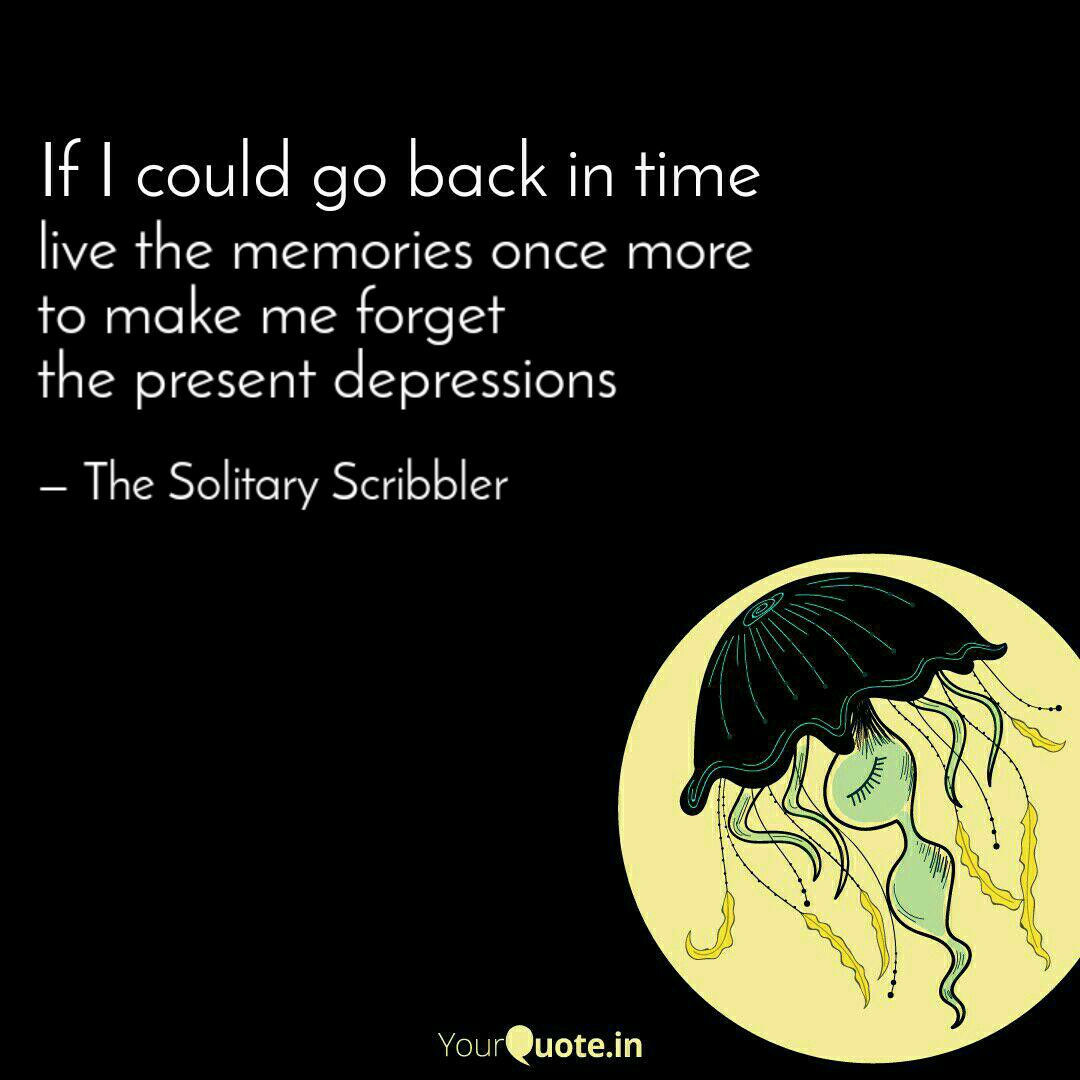 If I could go back in time
live the memories once more
to make me forget
the present depressions
– The Solitary Scribbler
YourQuote.in